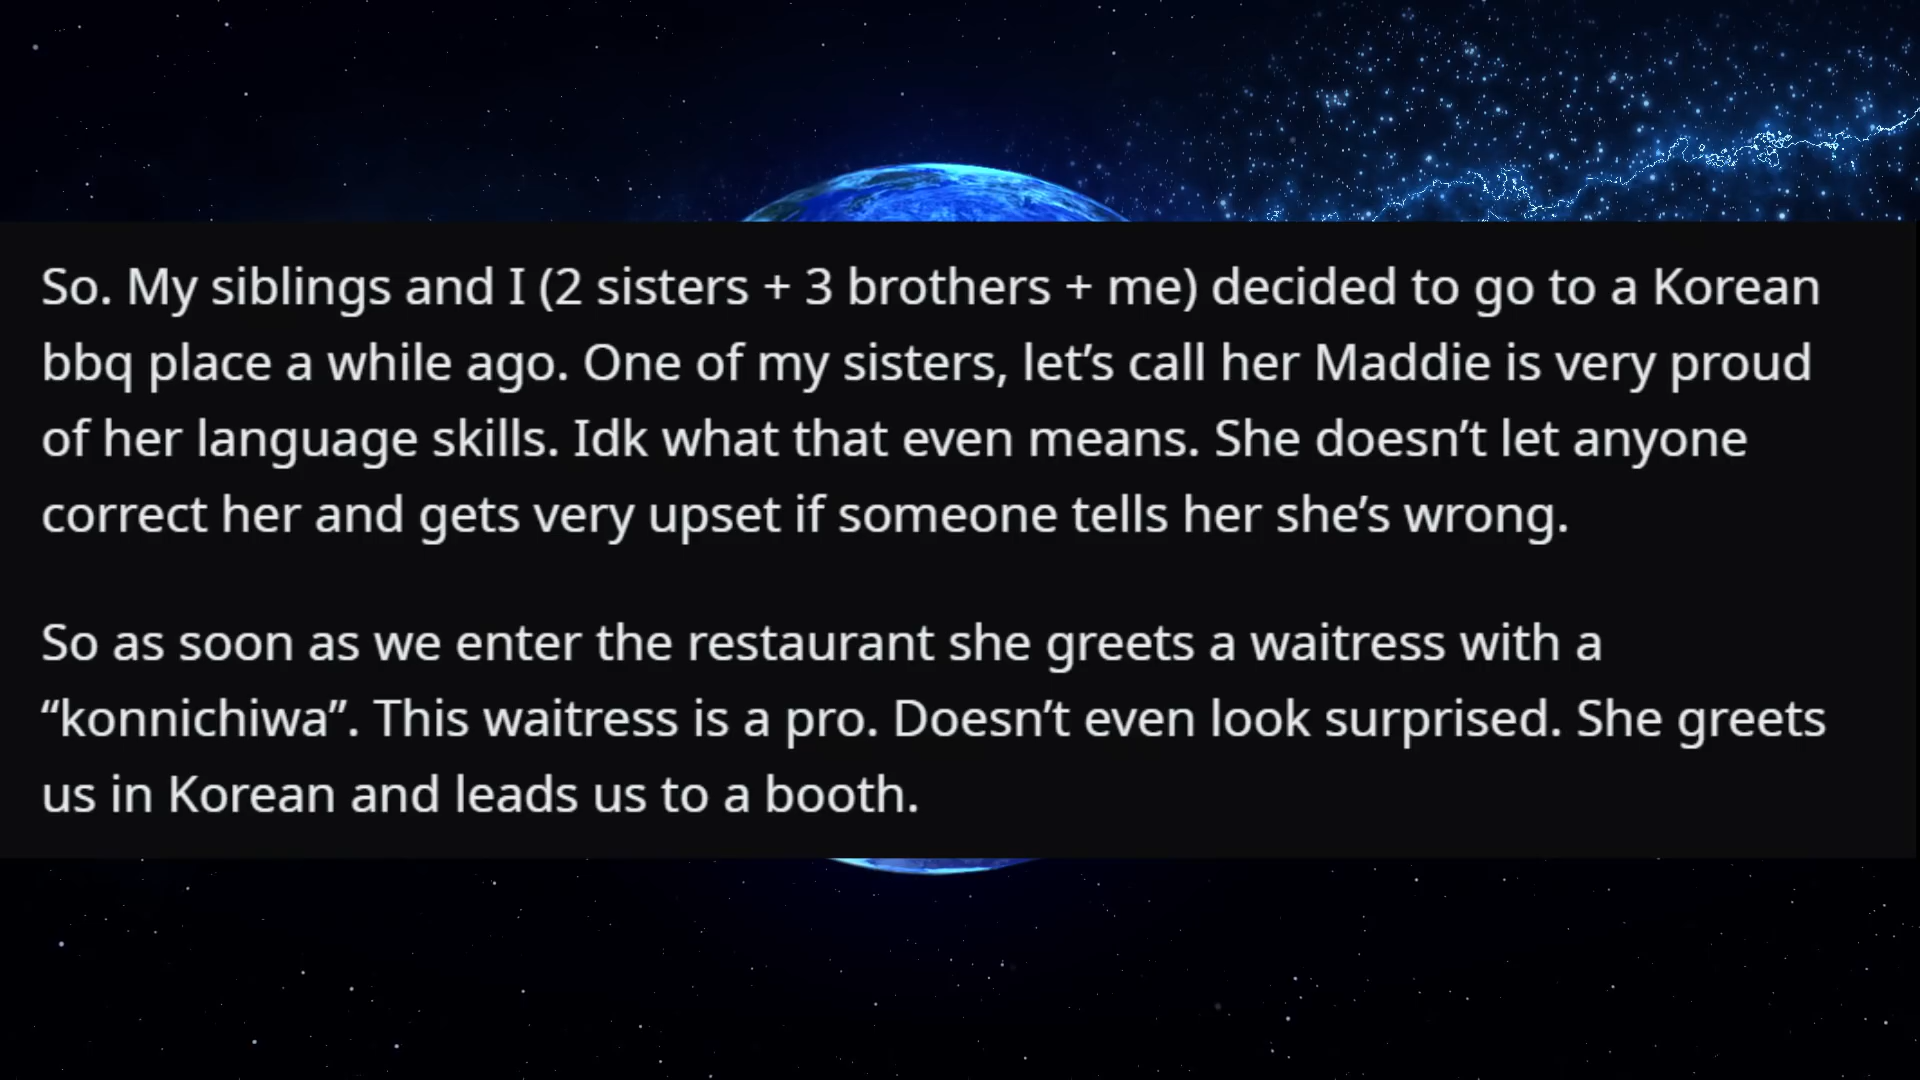 So. My siblings and I (2 sisters + 3 brothers + me) decided to go to a Korean
bbq place a while ago. One of my sisters, let’s call her Maddie is very proud
of her language skills. Idk what that even means. She doesn’t let anyone
correct her and gets very upset if someone tells her she’s wrong.
So as soon as we enter the restaurant she greets a waitress with a
“konnichiwa”. This waitress is a pro. Doesn’t even look surprised. She greets
us in Korean and leads us to a booth.